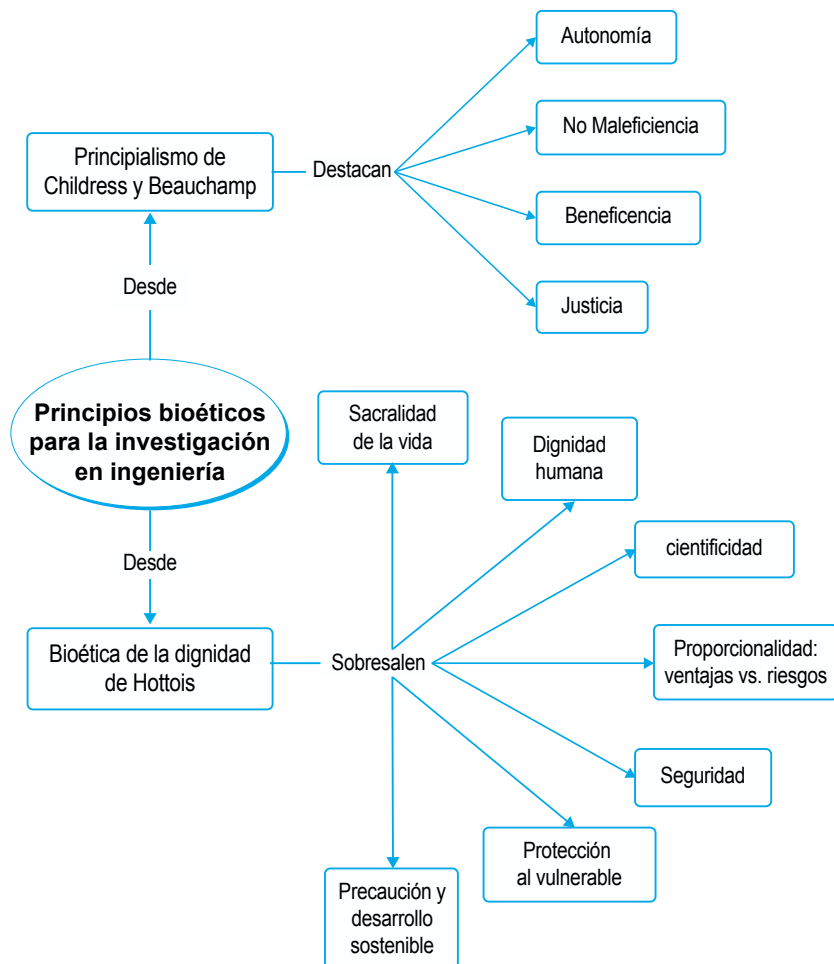 Autonomía
No Maleficiencia
Principialismo de
Childress y Beauchamp
Destacan
Beneficencia
Justicia
Desde
Principios bioéticos
para la investigación
en ingeniería
Desde
Bioética de la dignidad
de Hottois
Sobresalen
Sacralidad
de la vida
Dignidad
humana
cientificidad
Proporcionalidad:
ventajas vs. riesgos
Seguridad
Protección
al vulnerable
Precaución y
desarrollo
sostenible